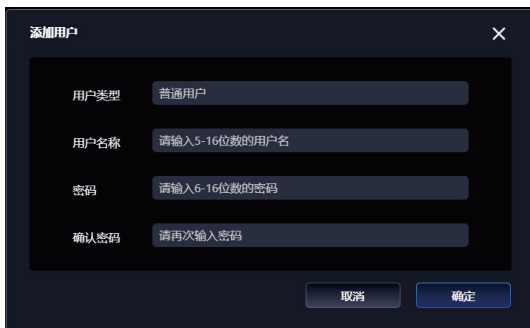 添加用户
用户类型 普通用户
用户名称 请输入5-16位数的用户名
密码 请输入6-16位数的密码
确认密码 请再次输入密码
取消 确定